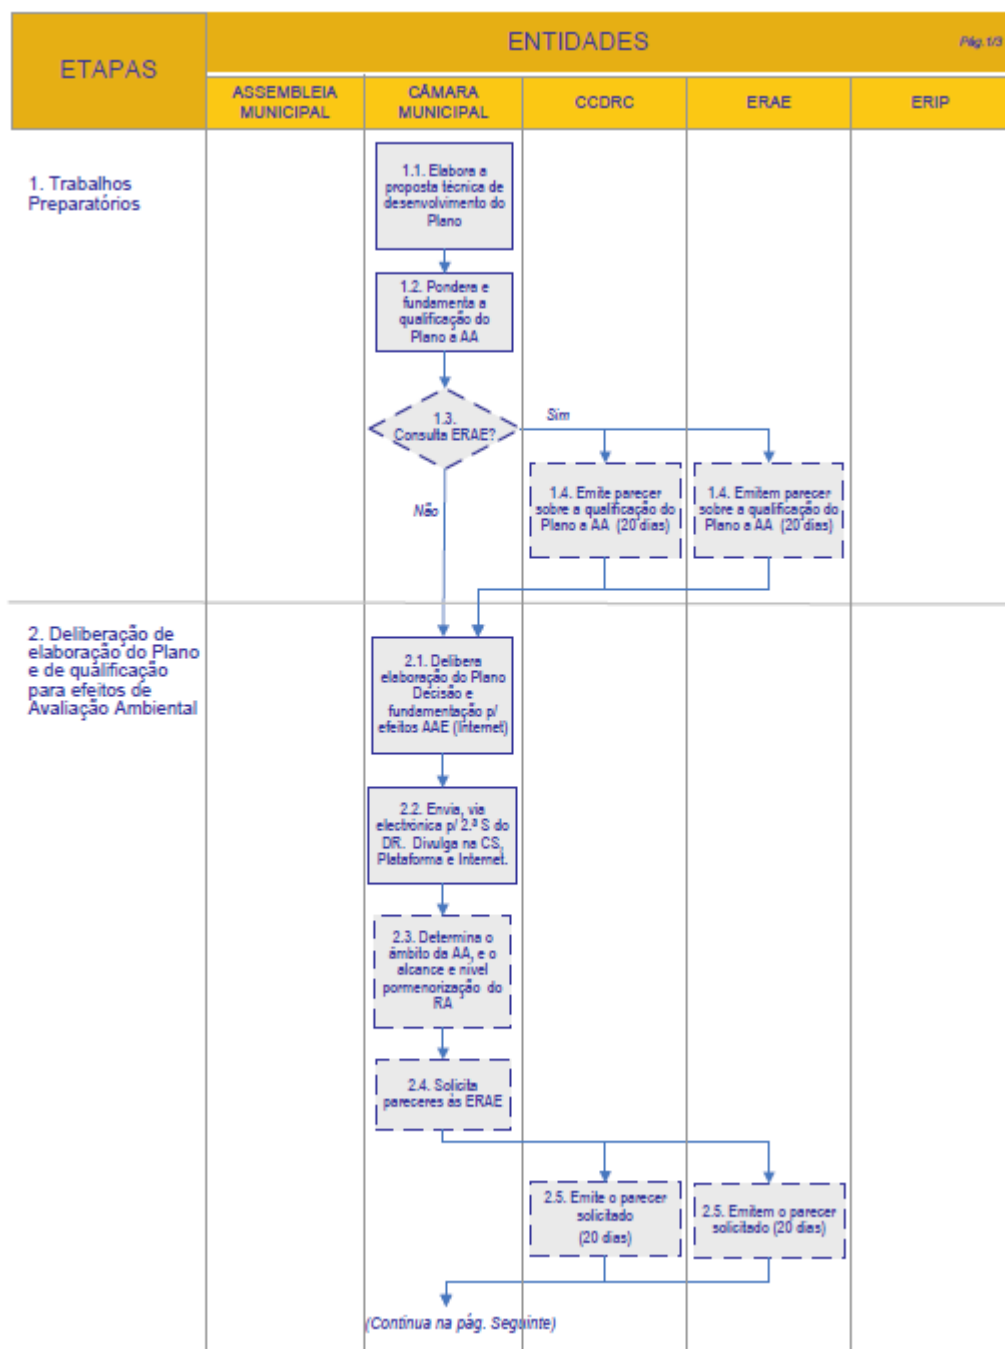 ETAPAS
ENTIDADES
Pág.1/3
ASSEMBLEIA
MUNICIPAL
CÂMARA
MUNICIPAL
CCDRC
ERAE
ERIP
1. Trabalhos
Preparatórios
1.1. Elabora a
proposta técnica de
desenvolvimento do
Plano
1.2. Pondera e
fundamenta a
qualificação do
Plano a AA
1.3.
Consulta ERAE?
Sim
Não
1.4. Emite parecer
sobre a qualificação do
Plano a AA (20 dias)
1.4. Emitem parecer
sobre a qualificação do
Plano a AA (20 dias)
2. Deliberação de
elaboração do Plano
e de qualificação
para efeitos de
Avaliação Ambiental
2.1. Delibera
elaboração do Plano
Decisão e
fundamentação p/
efeitos AAE (Internet)
2.2. Envia, via
electrónica p/ 2.ª S do
DR. Divulga na CS,
Plataforma e Internet.
2.3. Determina o
âmbito da AA, e o
alcance e nível
pormenorização do
RA
2.4. Solicita
pareceres às ERAE
2.5. Emite o parecer
solicitado
(20 dias)
2.5. Emitem o parecer
solicitado (20 dias)
(Continua na pág. Seguinte)